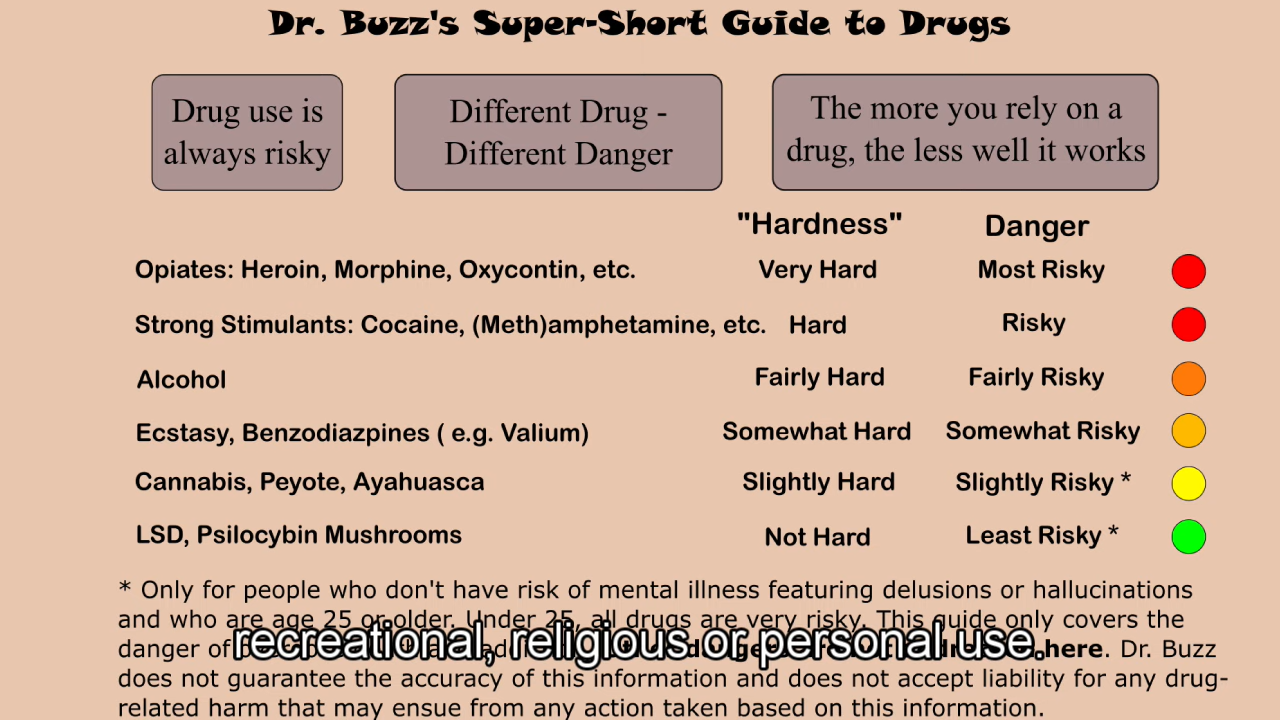 Dr. Buzz's Super-Short Guide to Drugs
Drug use is
always risky
Different Drug -
Different Danger
The more you rely on a
drug, the less well it works
"Hardness" Danger
Opiates: Heroin, Morphine, Oxycontin, etc. Very Hard Most Risky
Strong Stimulants: Cocaine, (Meth)amphetamine, etc. Hard Risky
Alcohol Fairly Hard Fairly Risky
Ecstasy, Benzodiazpines ( e.g. Valium) Somewhat Hard Somewhat Risky
Cannabis, Peyote, Ayahuasca Slightly Hard Slightly Risky *
LSD, Psilocybin Mushrooms Not Hard Least Risky *
* Only for people who don't have risk of mental illness featuring delusions or hallucinations
and who are age 25 or older. Under 25, all drugs are very risky. This guide only covers the
danger of here. Dr. Buzz
recreational, religious or personal use.
does not guarantee the accuracy of this information and does not accept liability for any drug-
related harm that may ensue from any action taken based on this information.